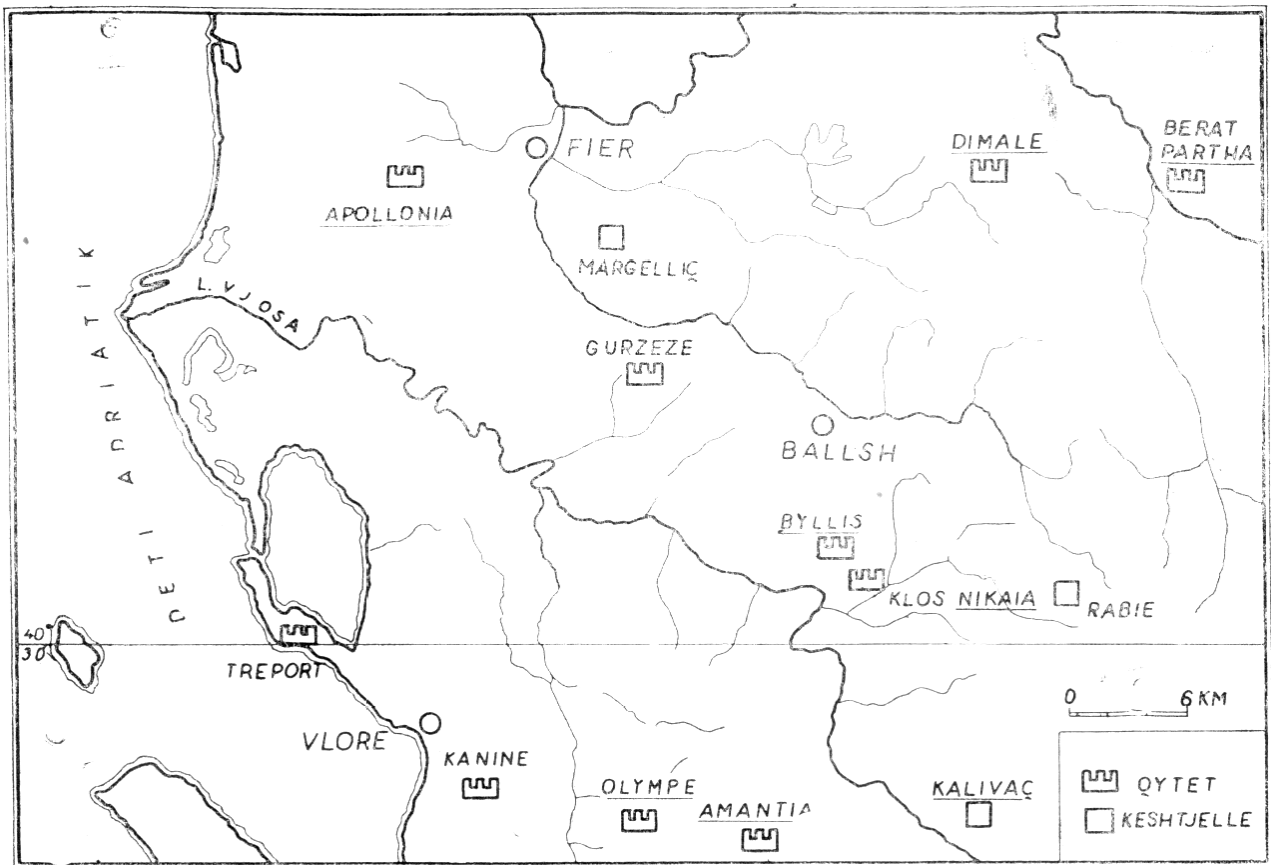 FIER
DIMALE
BERAT
PARTHA
APOLLONIA
MARGELLIÇ
L. VJOSA
DETI ADRIATIK
GURZEZE
BALLSH
BYLLIS
KLOS NIKAIA
RABIE
40
30
TREPORT
0 6 KM
VLORE
KANINE
OLYMPE
AMANTIA
KALIVAÇ
QYTET
KESHTJELLE